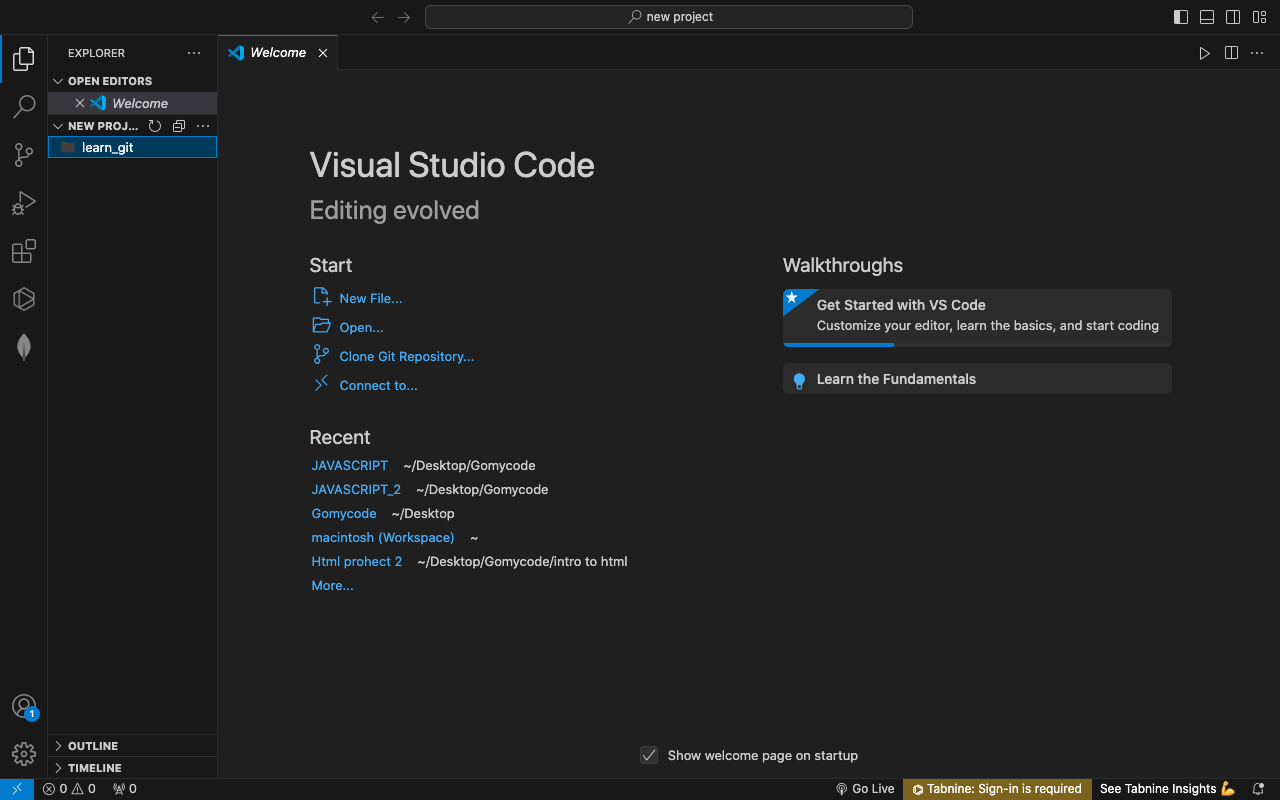 new project
EXPLORER
Welcome
OPEN EDITORS
Welcome
NEW PROJ...
learn_git
Visual Studio Code
Editing evolved
Start
New File...
Open...
Clone Git Repository...
Connect to...
Recent
JAVASCRIPT ~/Desktop/Gomycode
JAVASCRIPT_2 ~/Desktop/Gomycode
Gomycode ~/Desktop
macintosh (Workspace) ~
Html prohect 2 ~/Desktop/Gomycode/intro to html
More...
Walkthroughs
Get Started with VS Code
Customize your editor, learn the basics, and start coding
Learn the Fundamentals
Show welcome page on startup
1
OUTLINE
TIMELINE
0 0 0 Go Live Tabnine: Sign-in is required See Tabnine Insights 💪